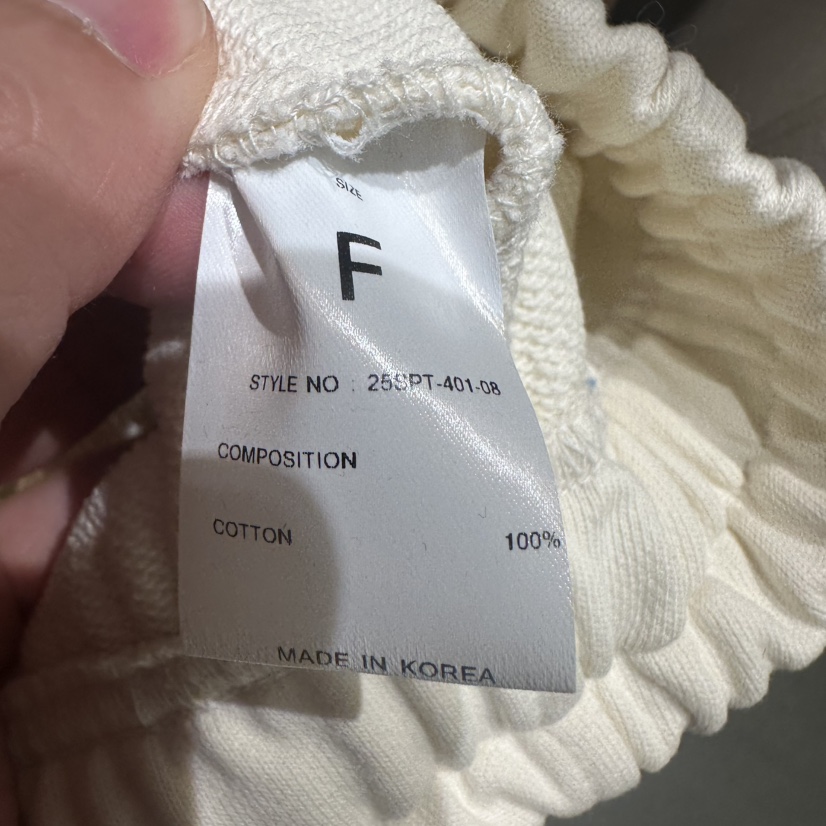 SIZE
F
STYLE NO : 25SPT-401-08
COMPOSITION
COTTON 100%
MADE IN KOREA